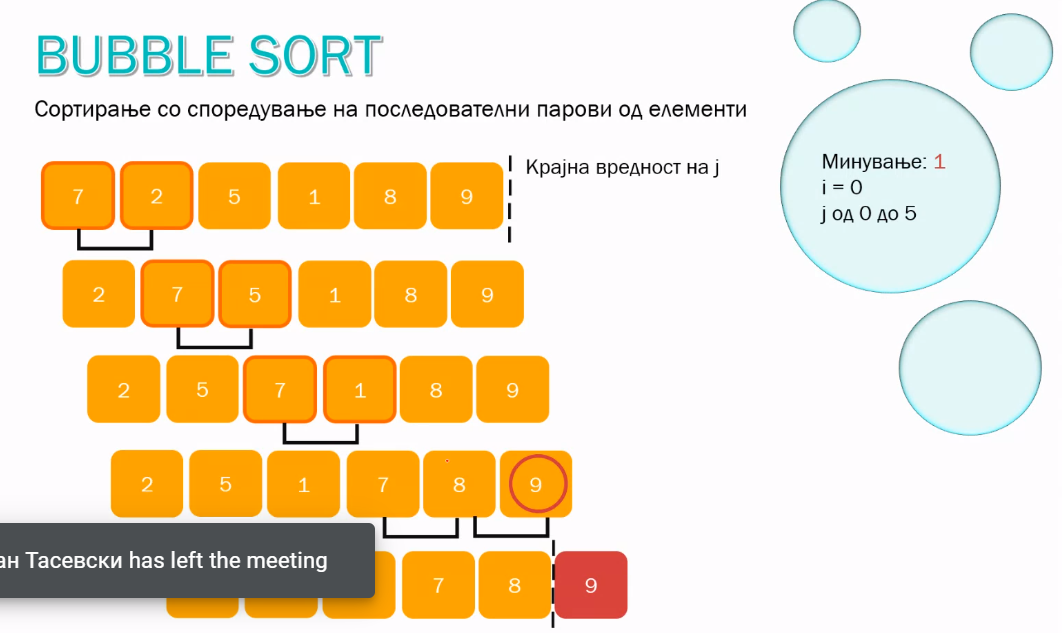 BUBBLE SORT
Сортирање со споредување на последователни парови од елементи
7 2 5 1 8 9
Крајна вредност на j
Минување: 1
i = 0
j од 0 до 5
2 7 5 1 8 9
2 5 7 1 8 9
2 5 1 7 8 9
ан Тасевски has left the meeting
7 8 9